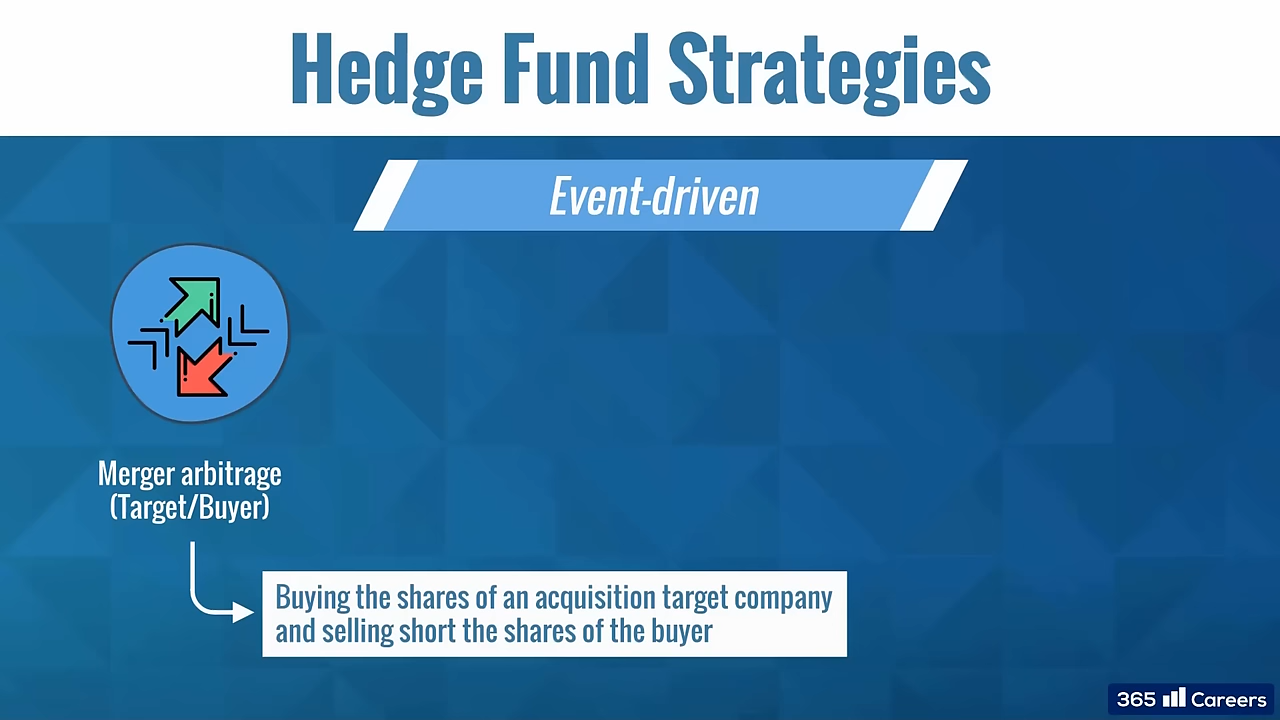 Hedge Fund Strategies
Event-driven
Merger arbitrage
(Target/Buyer)
Buying the shares of an acquisition target company
and selling short the shares of the buyer
365 Careers